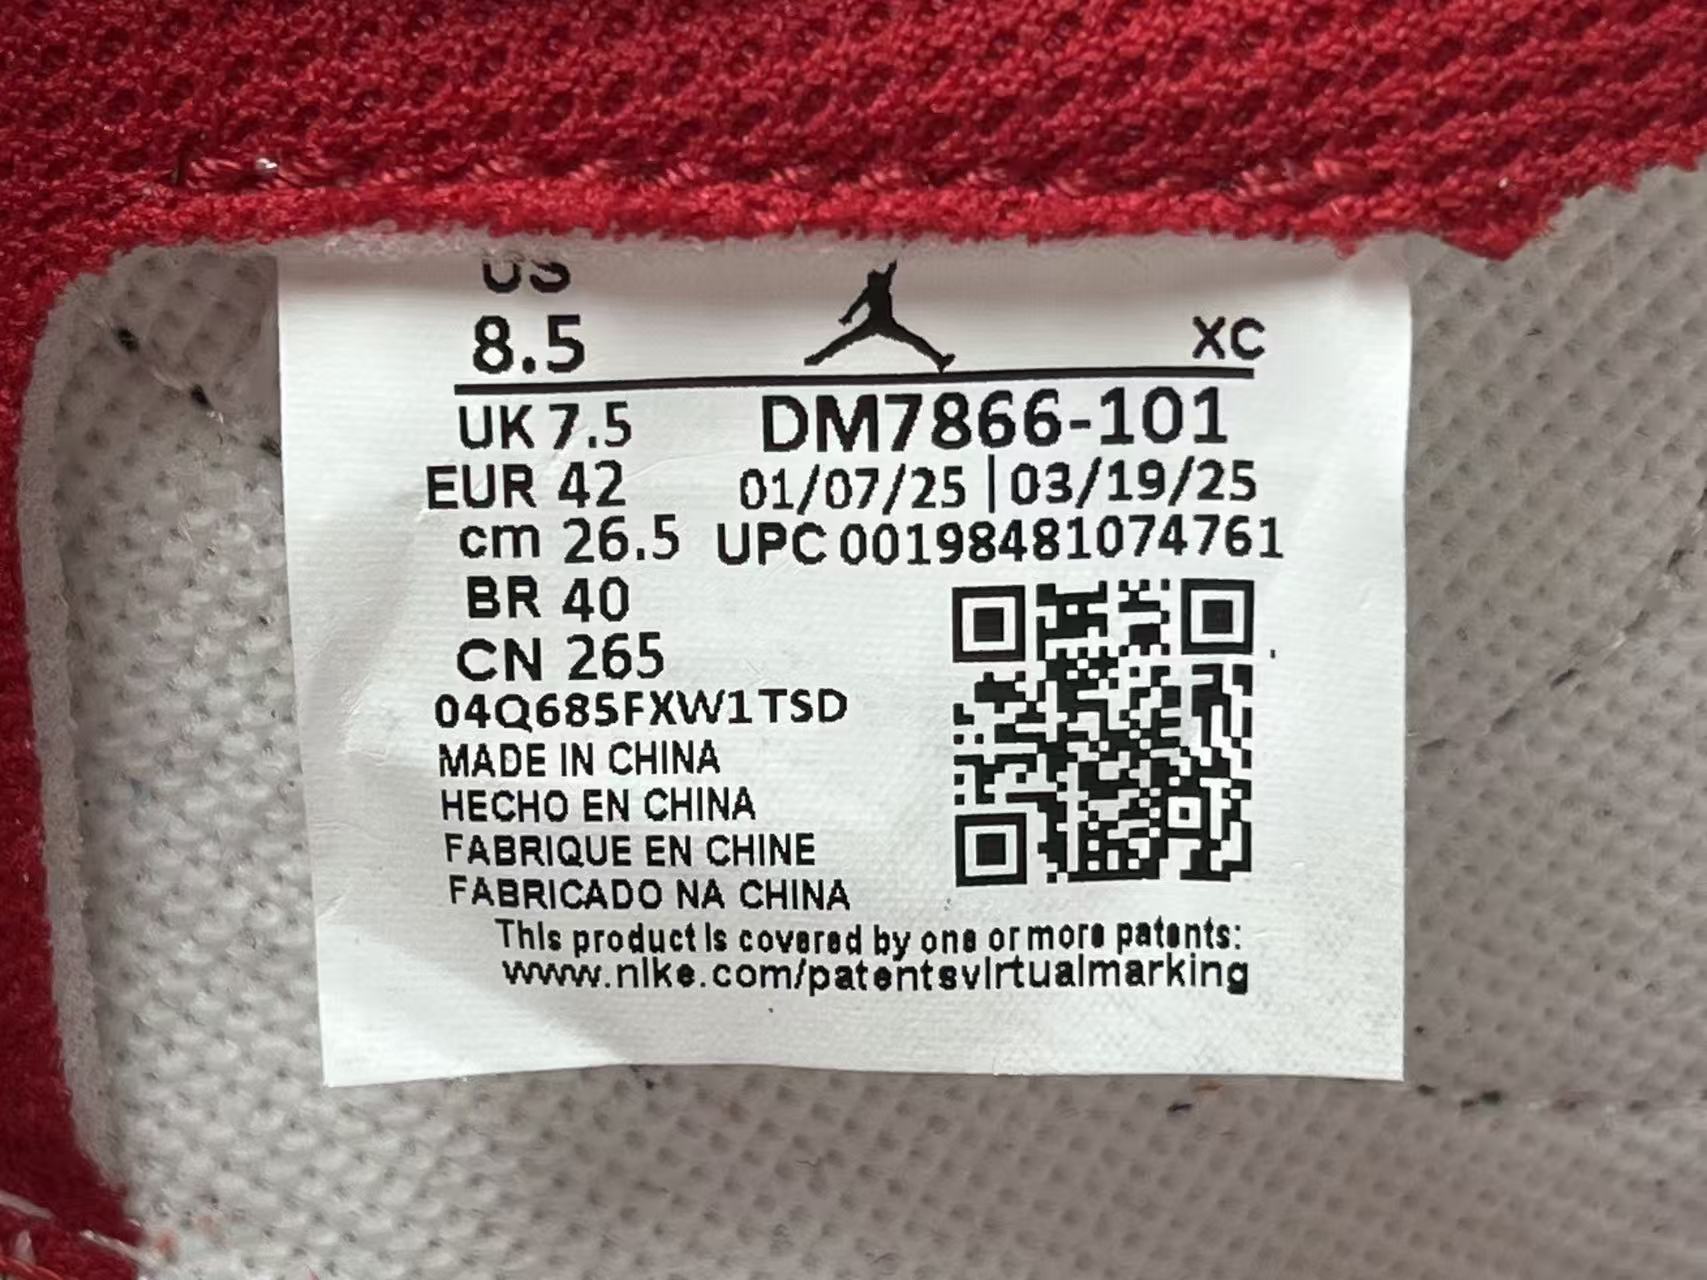 US
8.5 XC
UK 7.5 DM7866-101
EUR 42 01/07/25 | 03/19/25
cm 26.5 UPC 00198481074761
BR 40
CN 265
04Q685FXW1TSD
MADE IN CHINA
HECHO EN CHINA
FABRIQUE EN CHINE
FABRICADO NA CHINA
This product is covered by one or more patents:
www.nike.com/patentsvirtualmarking